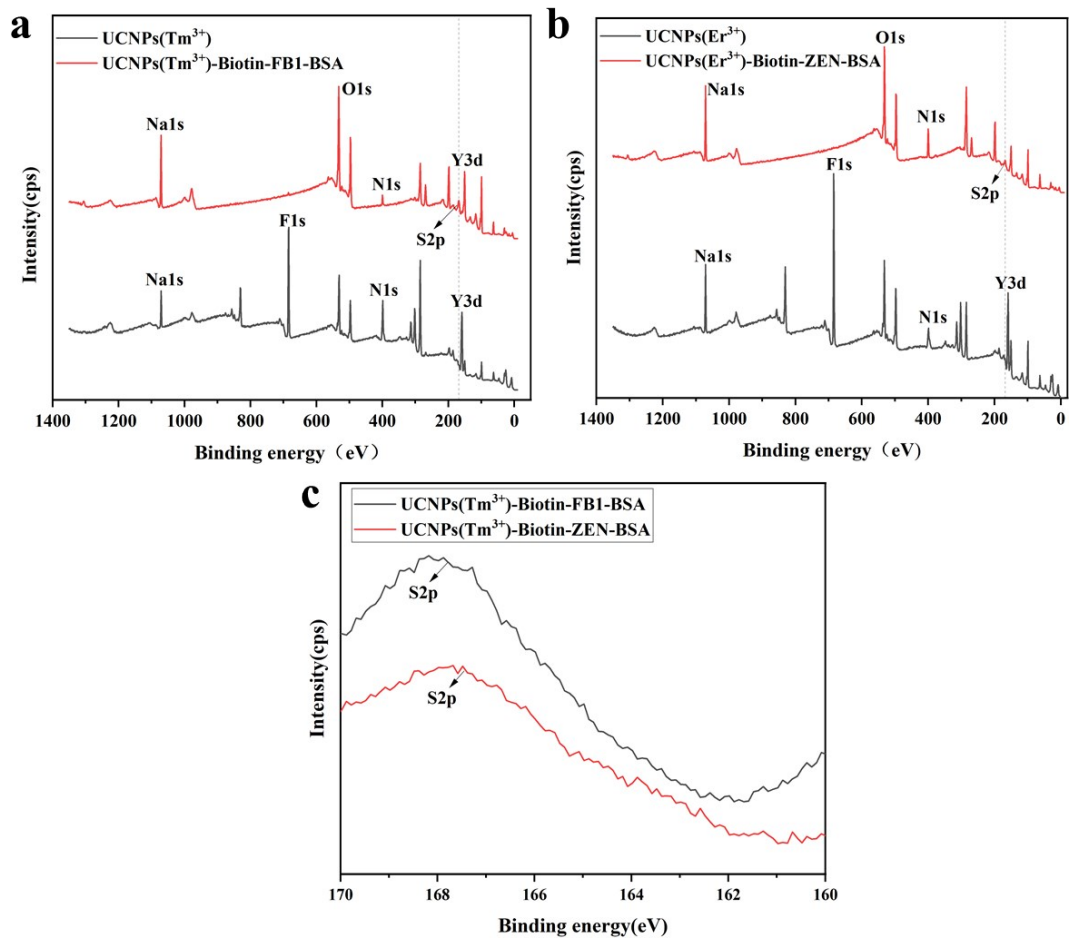 a
UCNPs(Tm³⁺)
UCNPs(Tm³⁺)-Biotin-FB1-BSA
O1s
Na1s
Y3d
N1s
S2p
F1s
Na1s
N1s
Y3d
Intensity(cps)
1400 1200 1000 800 600 400 200 0
Binding energy（eV）
b
UCNPs(Er³⁺)
UCNPs(Er³⁺)-Biotin-ZEN-BSA
O1s
Na1s
N1s
S2p
F1s
Na1s
Y3d
N1s
Intensity(cps)
1400 1200 1000 800 600 400 200 0
Binding energy（eV)
c
UCNPs(Tm³⁺)-Biotin-FB1-BSA
UCNPs(Tm³⁺)-Biotin-ZEN-BSA
S2p
S2p
Intensity(cps)
170 168 166 164 162 160
Binding energy(eV)